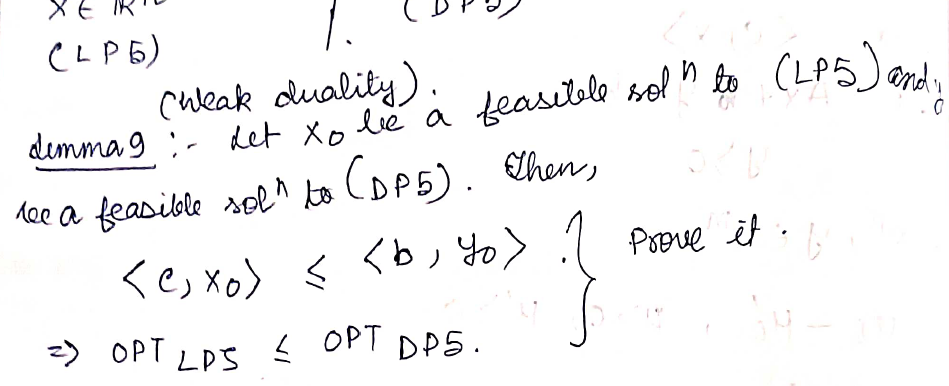 x ∈ ℝ
(DP5)
(LP5)
(Weak duality).
Lemma 9 :- Let x₀ be a feasible solⁿ to (LP5) and y₀
be a feasible solⁿ to (DP5). Then,
<c, x₀> ≤ <b, y₀> . } Prove it.
=> OPT LP5 ≤ OPT DP5.